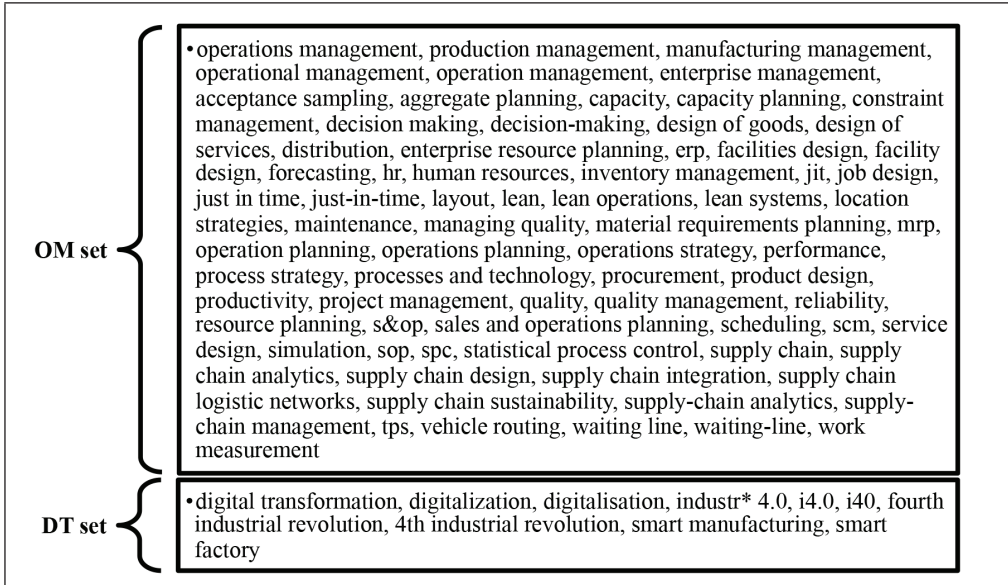 •operations management, production management, manufacturing management,
operational management, operation management, enterprise management,
acceptance sampling, aggregate planning, capacity, capacity planning, constraint
management, decision making, decision-making, design of goods, design of
services, distribution, enterprise resource planning, erp, facilities design, facility
design, forecasting, hr, human resources, inventory management, jit, job design,
just in time, just-in-time, layout, lean, lean operations, lean systems, location
strategies, maintenance, managing quality, material requirements planning, mrp,
operation planning, operations planning, operations strategy, performance,
process strategy, processes and technology, procurement, product design,
productivity, project management, quality, quality management, reliability,
resource planning, s&op, sales and operations planning, scheduling, scm, service
design, simulation, sop, spc, statistical process control, supply chain, supply
chain analytics, supply chain design, supply chain integration, supply chain
logistic networks, supply chain sustainability, supply-chain analytics, supply-
chain management, tps, vehicle routing, waiting line, waiting-line, work
measurement
OM set
•digital transformation, digitalization, digitalisation, industr* 4.0, i4.0, i40, fourth
industrial revolution, 4th industrial revolution, smart manufacturing, smart
factory
DT set